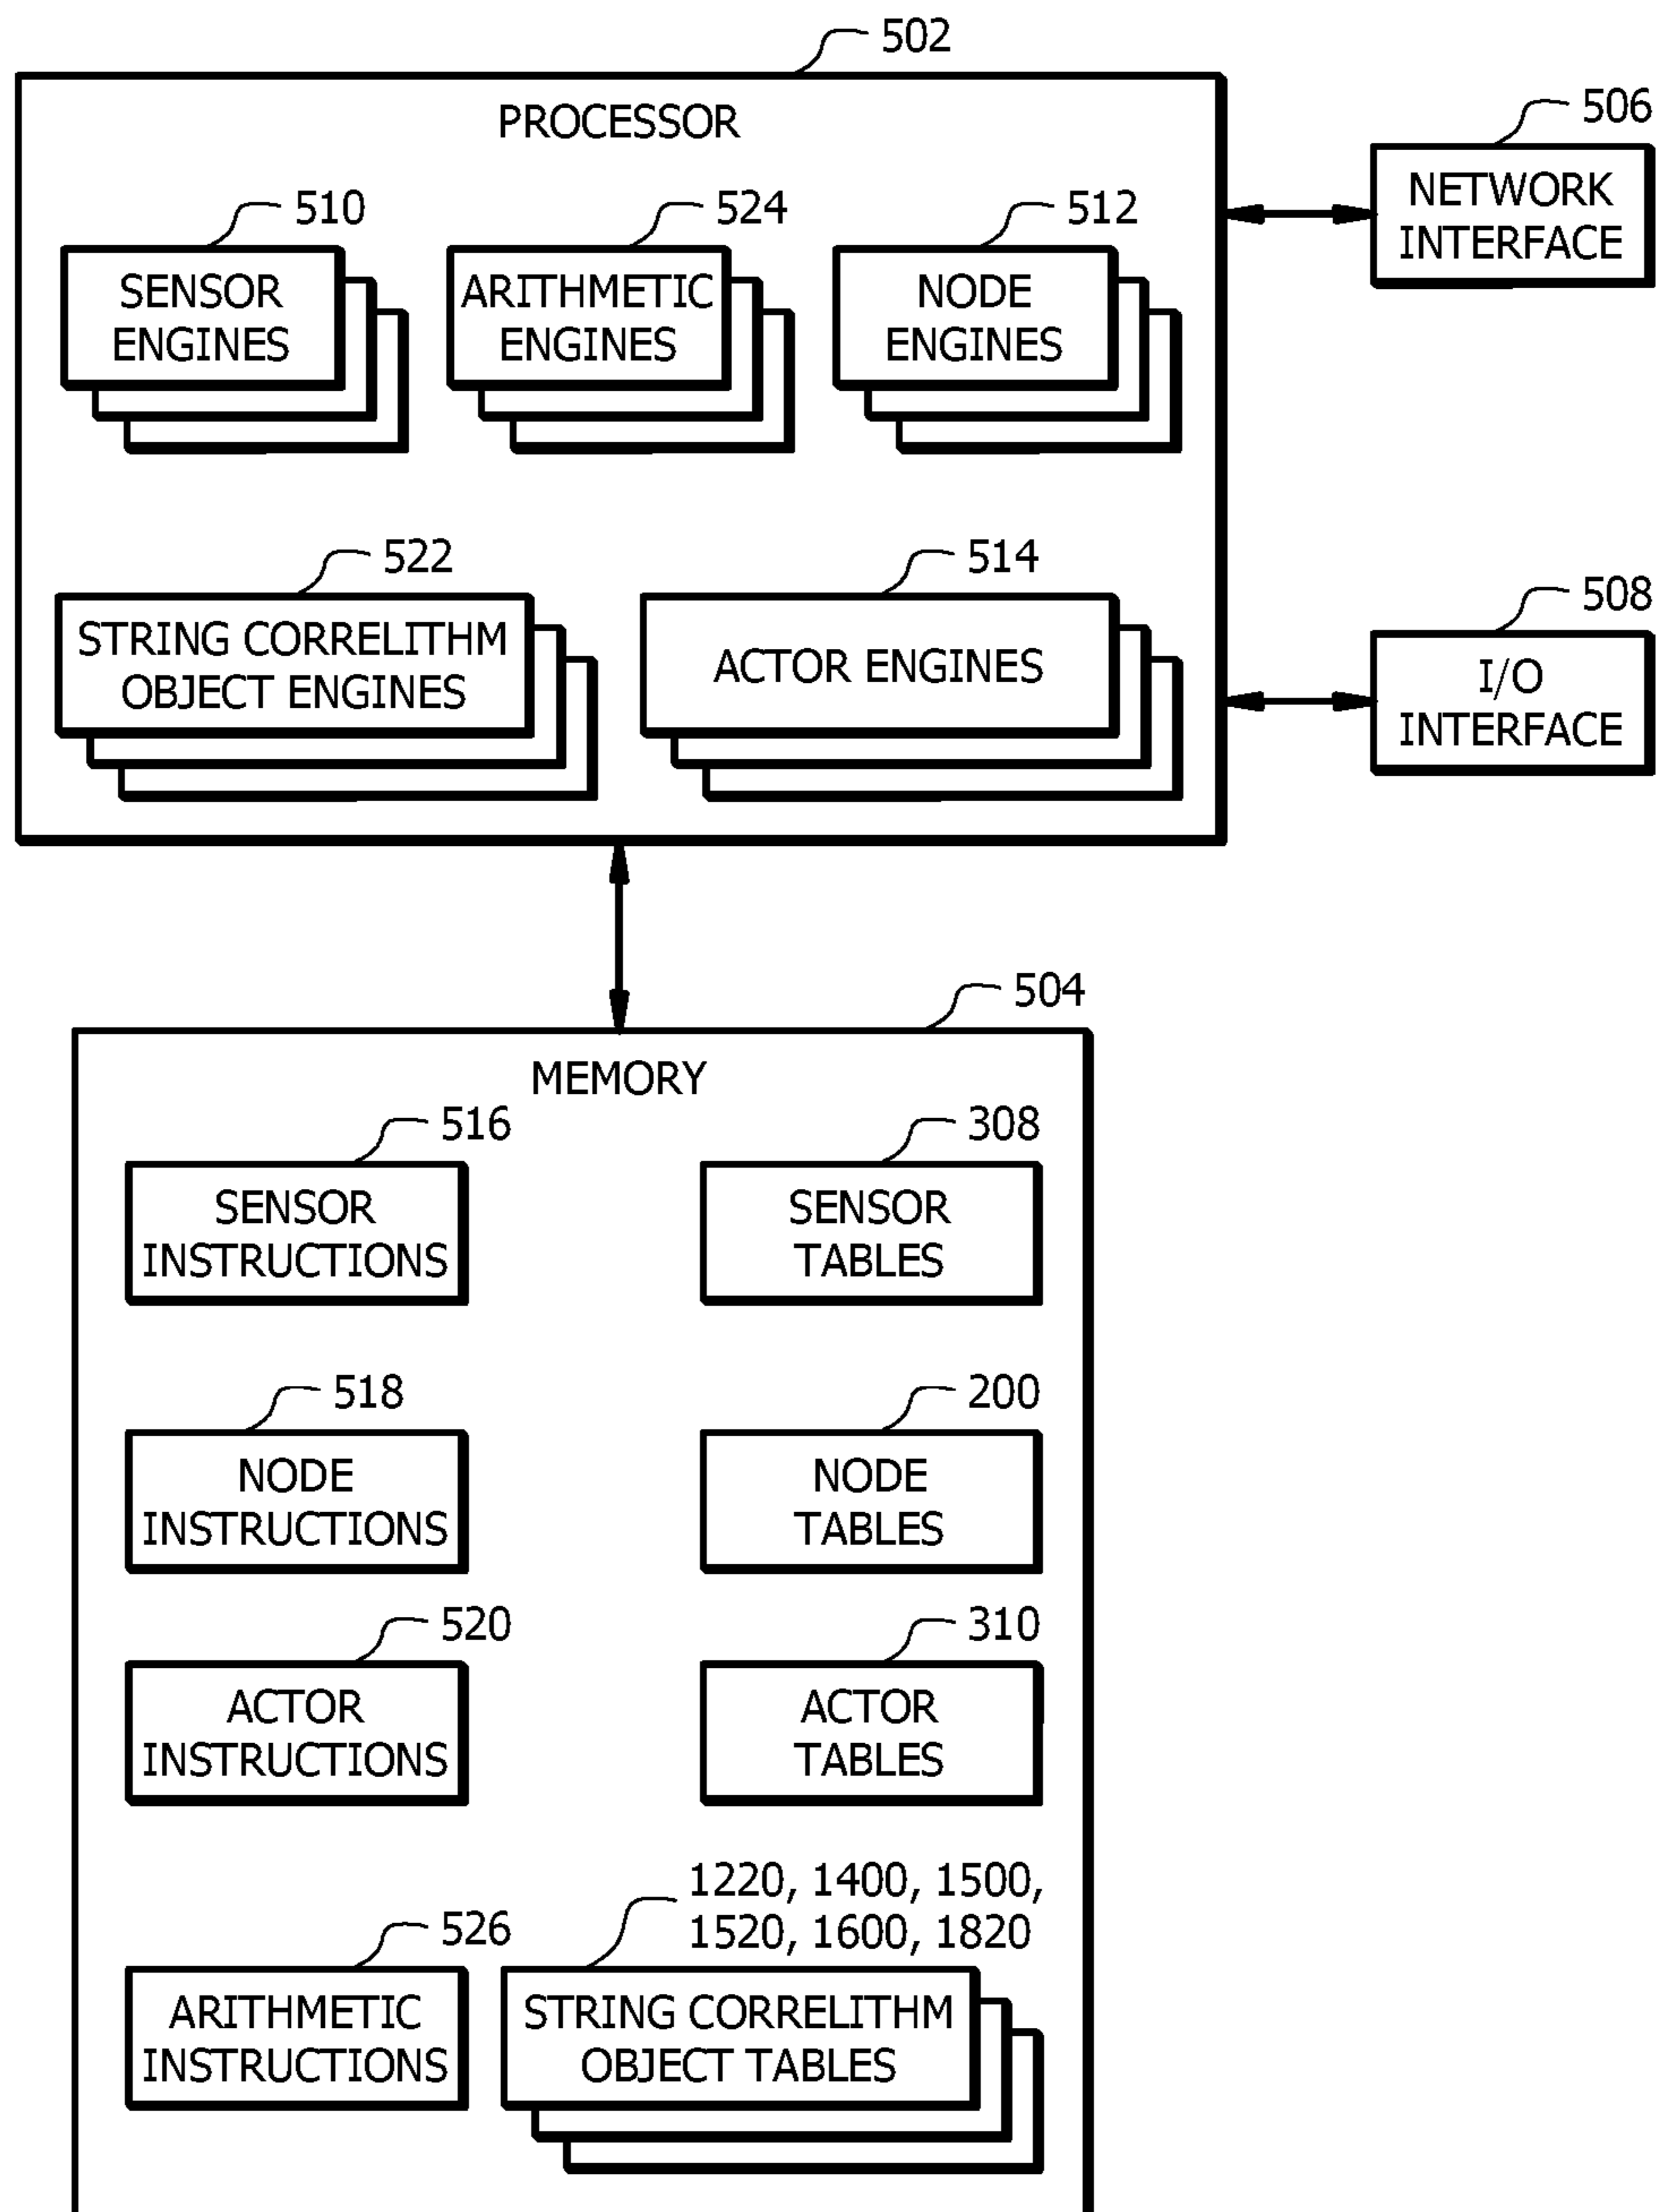 502
PROCESSOR
506
NETWORK
INTERFACE
510
524
512
SENSOR
ENGINES
ARITHMETIC
ENGINES
NODE
ENGINES
522
514
508
STRING CORRELITHM
OBJECT ENGINES
ACTOR ENGINES
I/O
INTERFACE
504
MEMORY
516
308
SENSOR
INSTRUCTIONS
SENSOR
TABLES
518
200
NODE
INSTRUCTIONS
NODE
TABLES
520
310
ACTOR
INSTRUCTIONS
ACTOR
TABLES
1220, 1400, 1500,
1520, 1600, 1820
526
ARITHMETIC
INSTRUCTIONS
STRING CORRELITHM
OBJECT TABLES